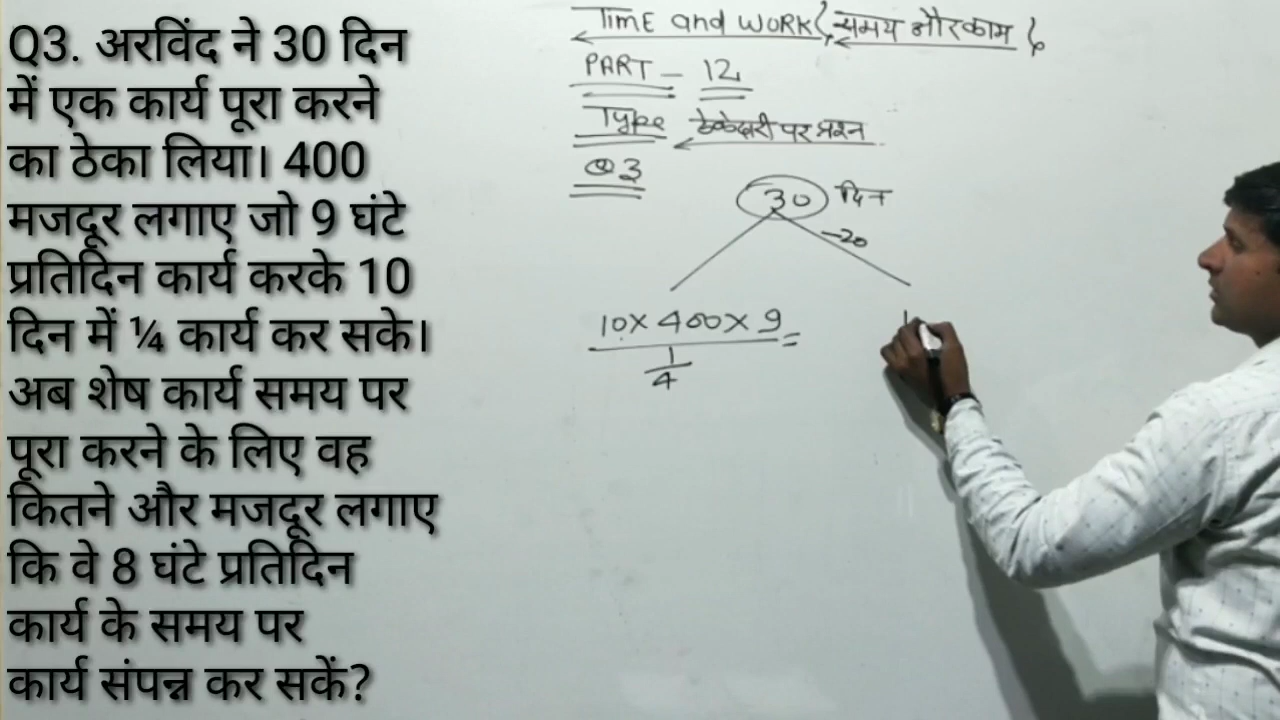 Q3. अरविंद ने 30 दिन
में एक कार्य पूरा करने
का ठेका लिया। 400
मजदूर लगाए जो 9 घंटे
प्रतिदिन कार्य करके 10
दिन में ¼ कार्य कर सके।
अब शेष कार्य समय पर
पूरा करने के लिए वह
कितने और मजदूर लगाए
कि वे 8 घंटे प्रतिदिन
कार्य के समय पर
कार्य संपन्न कर सकें?
TIME and WORK { समय और काम }
PART - 12
Type ठेकेदारी पर प्रश्न
Q3
30 दिन
-20
10 x 400 x 9 =
1
4